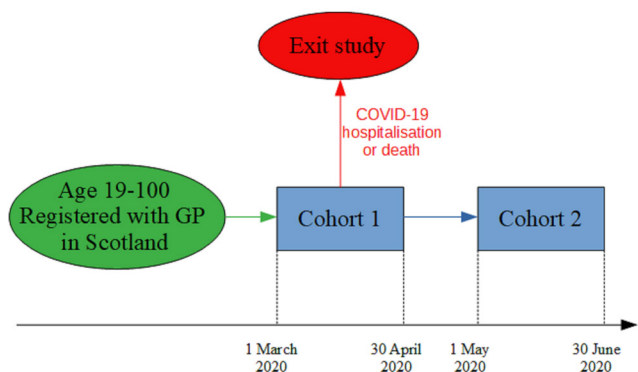 Exit study
COVID-19
hospitalisation
or death
Age 19-100
Registered with GP
in Scotland
Cohort 1
Cohort 2
1 March
2020
30 April
2020
1 May
2020
30 June
2020